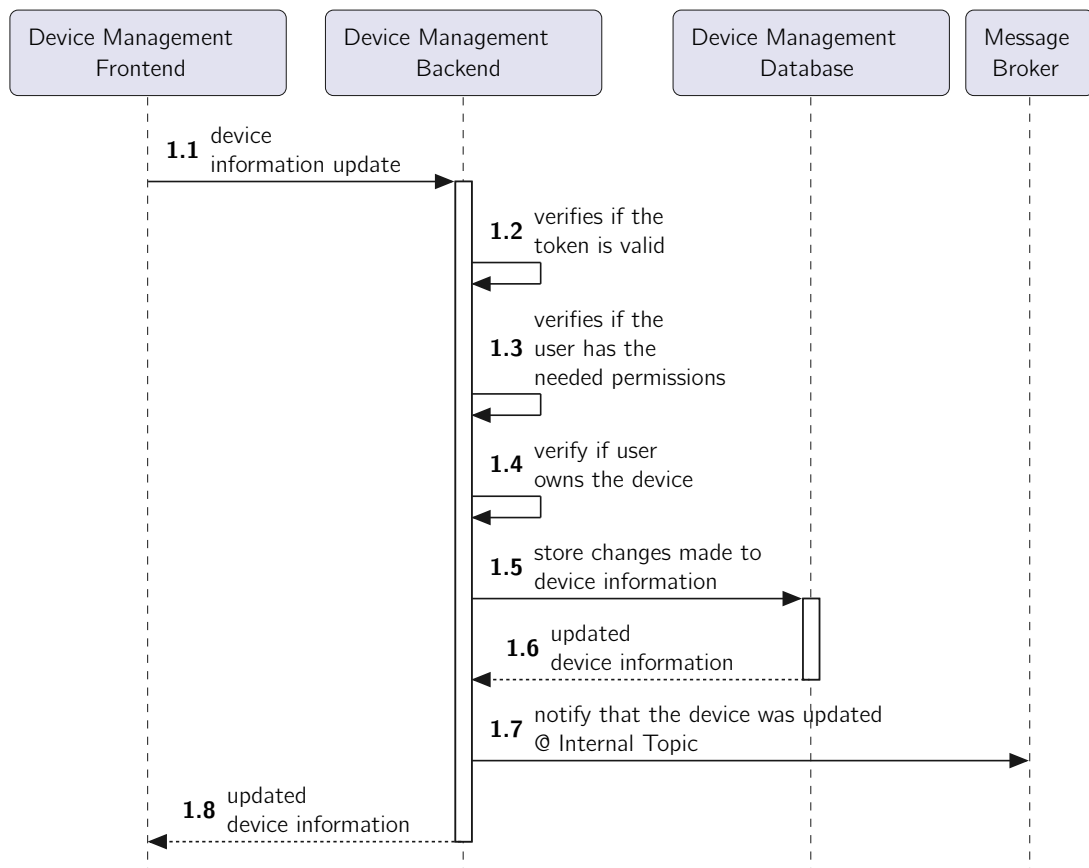 Device Management
Frontend
Device Management
Backend
Device Management
Database
Message
Broker
1.1 device
information update
1.2 verifies if the
token is valid
1.3 verifies if the
user has the
needed permissions
1.4 verify if user
owns the device
1.5 store changes made to
device information
1.6 updated
device information
1.7 notify that the device was updated
@ Internal Topic
1.8 updated
device information